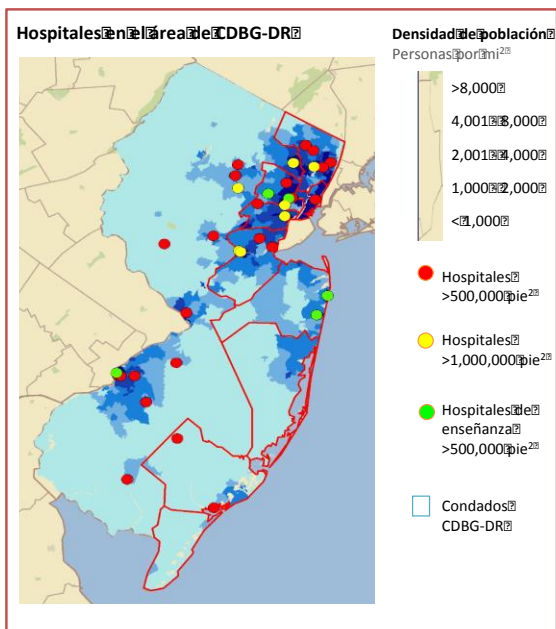 Hospitales en el área de CDBG-DR
Densidad de población
Personas por mi²
>8,000
4,001 - 8,000
2,001 - 4,000
1,000 - 2,000
< 1,000
Hospitales
>500,000 pie²
Hospitales
>1,000,000 pie²
Hospitales de
enseñanza
>500,000 pie²
Condados
CDBG-DR